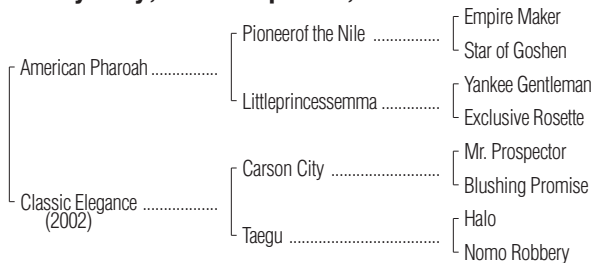 Empire Maker
Pioneerof the Nile ................
Star of Goshen
American Pharoah ................
Yankee Gentleman
Littleprincessemma ..............
Exclusive Rosette
Mr. Prospector
Carson City ..........................
Blushing Promise
Classic Elegance ..................
(2002)
Halo
Taegu ....................................
Nomo Robbery